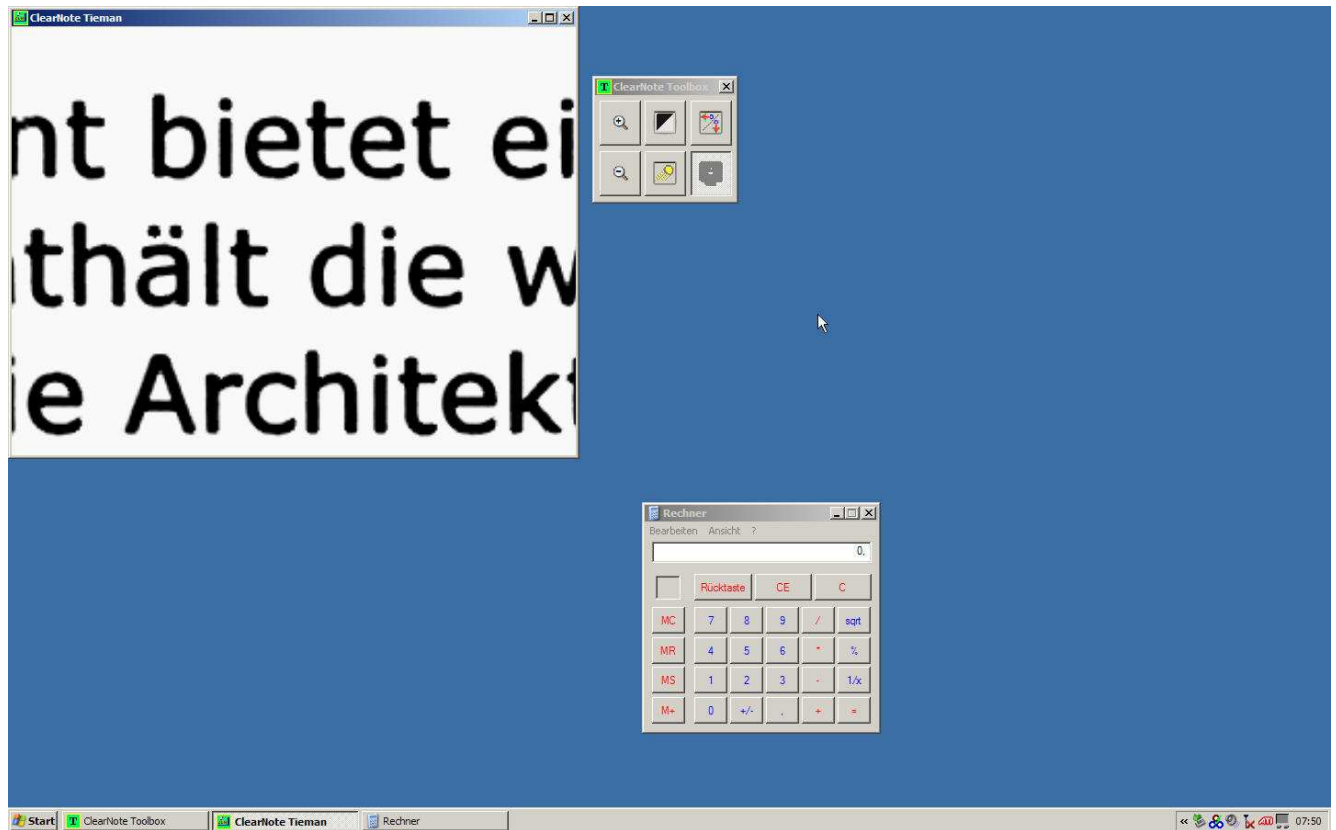 ClearNote Tieman
nt bietet ei
nthält die w
ie Architekt
T ClearNote Toolbox
Rechner
Bearbeiten Ansicht ?
0,
Rücktaste CE C
MC 7 8 9 / sqrt
MR 4 5 6 * %
MS 1 2 3 - 1/x
M+ 0 +/- , + =
Start T ClearNote Toolbox ClearNote Tieman Rechner « 07:50